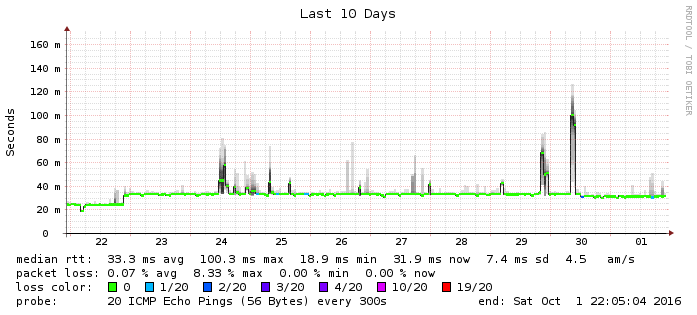 Last 10 Days
RRDTOOL / TOBI OETIKER
Seconds
160 m
140 m
120 m
100 m
80 m
60 m
40 m
20 m
0
22 23 24 25 26 27 28 29 30 01
median rtt: 33.3 ms avg 100.3 ms max 18.9 ms min 31.9 ms now 7.4 ms sd 4.5 am/s
packet loss: 0.07 % avg 8.33 % max 0.00 % min 0.00 % now
loss color: 0 1/20 2/20 3/20 4/20 10/20 19/20
probe: 20 ICMP Echo Pings (56 Bytes) every 300s end: Sat Oct 1 22:05:04 2016